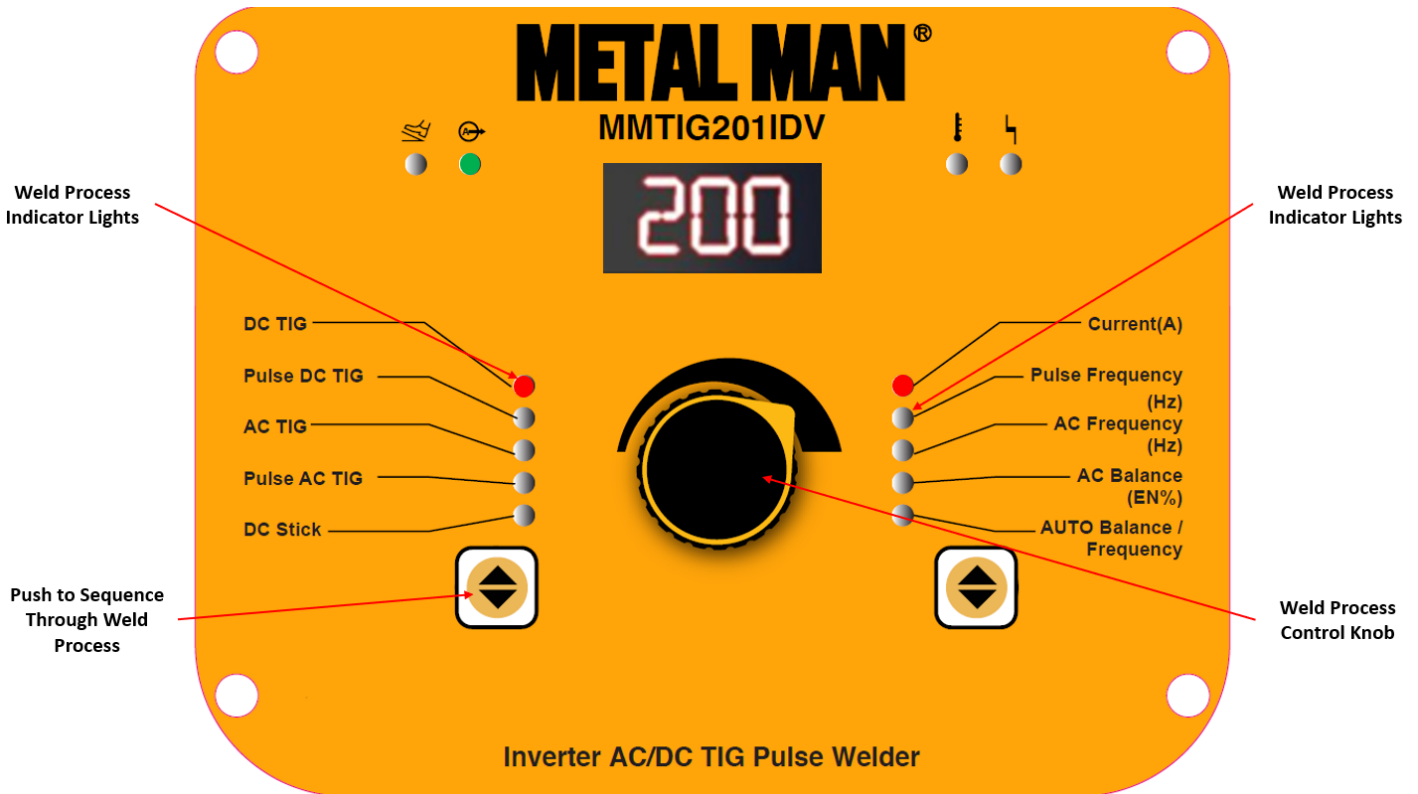 METAL MAN®
MMTIG201IDV
A
200
Weld Process
Indicator Lights
Weld Process
Indicator Lights
DC TIG
Pulse DC TIG
AC TIG
Pulse AC TIG
DC Stick
Current(A)
Pulse Frequency
(Hz)
AC Frequency
(Hz)
AC Balance
(EN%)
AUTO Balance /
Frequency
Push to Sequence
Through Weld
Process
Weld Process
Control Knob
Inverter AC/DC TIG Pulse Welder